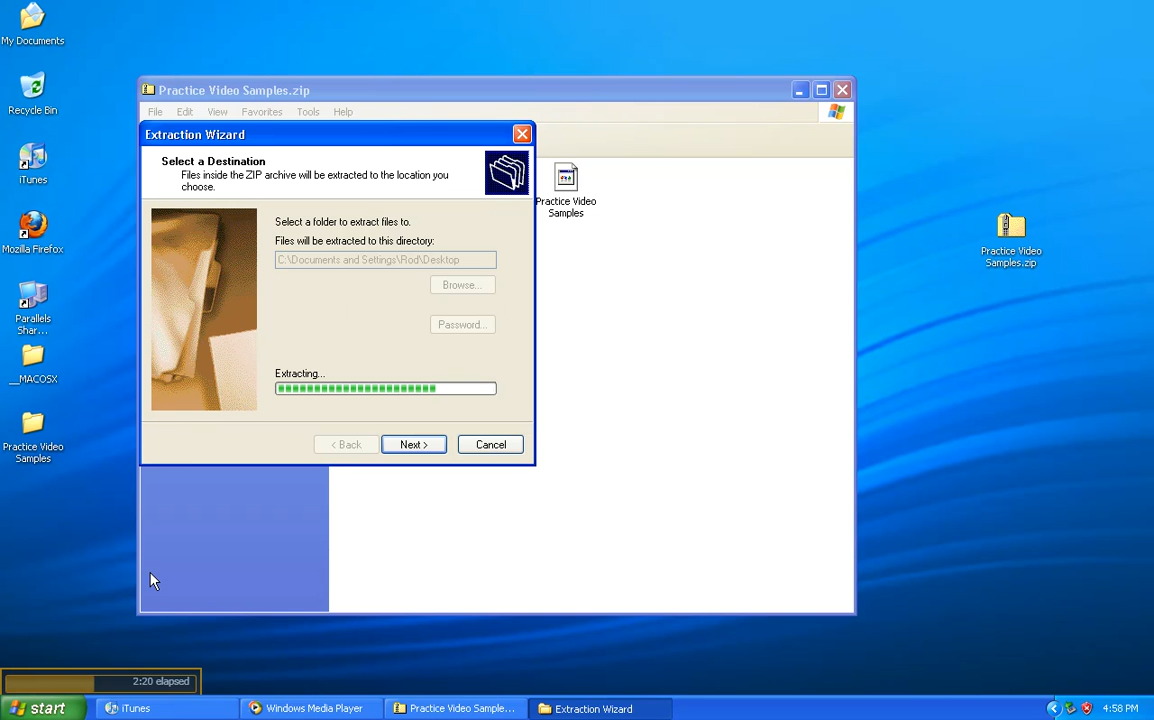 My Documents
Recycle Bin
iTunes
Mozilla Firefox
Parallels
Shar...
__MACOSX
Practice Video
Samples
Practice Video Samples.zip
File Edit View Favorites Tools Help
Extraction Wizard
Select a Destination
Files inside the ZIP archive will be extracted to the location you
choose.
Select a folder to extract files to.
Files will be extracted to this directory:
C:\Documents and Settings\Rod\Desktop
Browse...
Password...
Extracting...
< Back Next > Cancel
Practice Video
Samples
Practice Video
Samples.zip
2:20 elapsed
start iTunes Windows Media Player Practice Video Sample... Extraction Wizard 4:58 PM